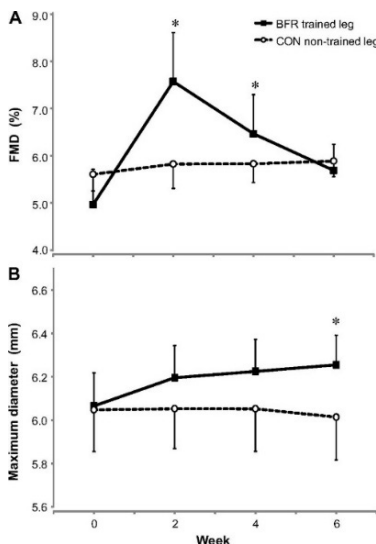 A
BFR trained leg
CON non-trained leg
*
*
9.0
8.0
7.0
6.0
5.0
4.0
FMD (%)
B
*
6.6
6.4
6.2
6.0
5.8
5.6
Maximum diameter (mm)
0 2 4 6
Week